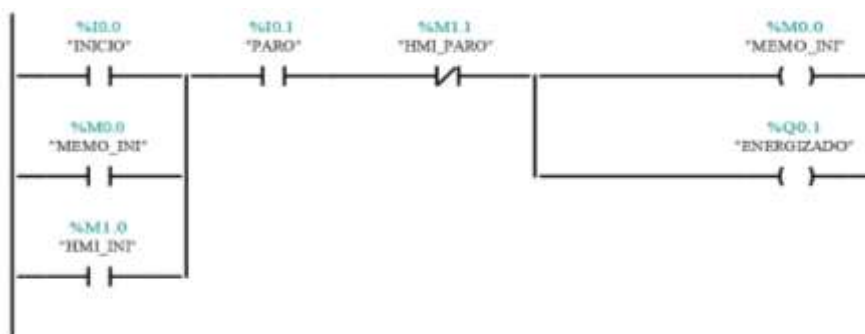 %I0.0
"INICIO"
%I0.1
"PARO"
%M1.1
"HMI_PARO"
%M0.0
"MEMO_INI"
%M0.0
"MEMO_INI"
%Q0.1
"ENERGIZADO"
%M1.0
"HMI_INI"